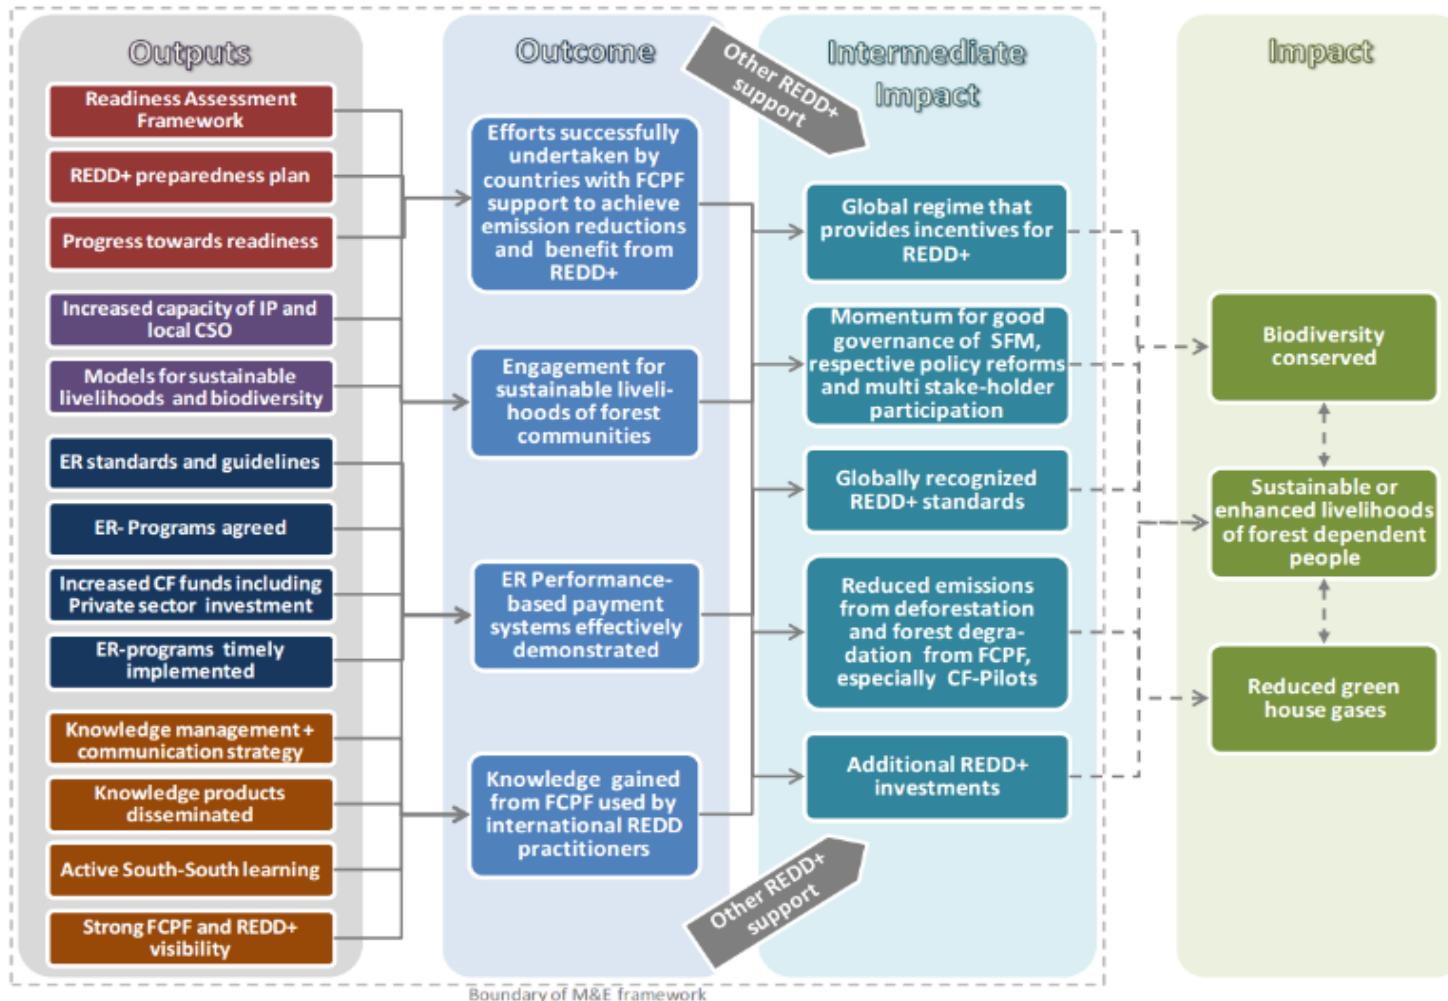 Outputs
Readiness Assessment
Framework
REDD+ preparedness plan
Progress towards readiness
Increased capacity of IP and
local CSO
Models for sustainable
livelihoods and biodiversity
ER standards and guidelines
ER- Programs agreed
Increased CF funds including
Private sector investment
ER-programs timely
implemented
Knowledge management +
communication strategy
Knowledge products
disseminated
Active South-South learning
Strong FCPF and REDD+
visibility
Outcome
Efforts successfully
undertaken by
countries with FCPF
support to achieve
emission reductions
and benefit from
REDD+
Engagement for
sustainable liveli-
hoods of forest
communities
ER Performance-
based payment
systems effectively
demonstrated
Knowledge gained
from FCPF used by
international REDD
practitioners
Other REDD+
support
Intermediate
Impact
Global regime that
provides incentives for
REDD+
Momentum for good
governance of SFM,
respective policy reforms
and multi stake-holder
participation
Globally recognized
REDD+ standards
Reduced emissions
from deforestation
and forest degra-
dation from FCPF,
especially CF-Pilots
Additional REDD+
investments
Other REDD+
support
Impact
Biodiversity
conserved
Sustainable or
enhanced livelihoods
of forest dependent
people
Reduced green
house gases
Boundary of M&E framework